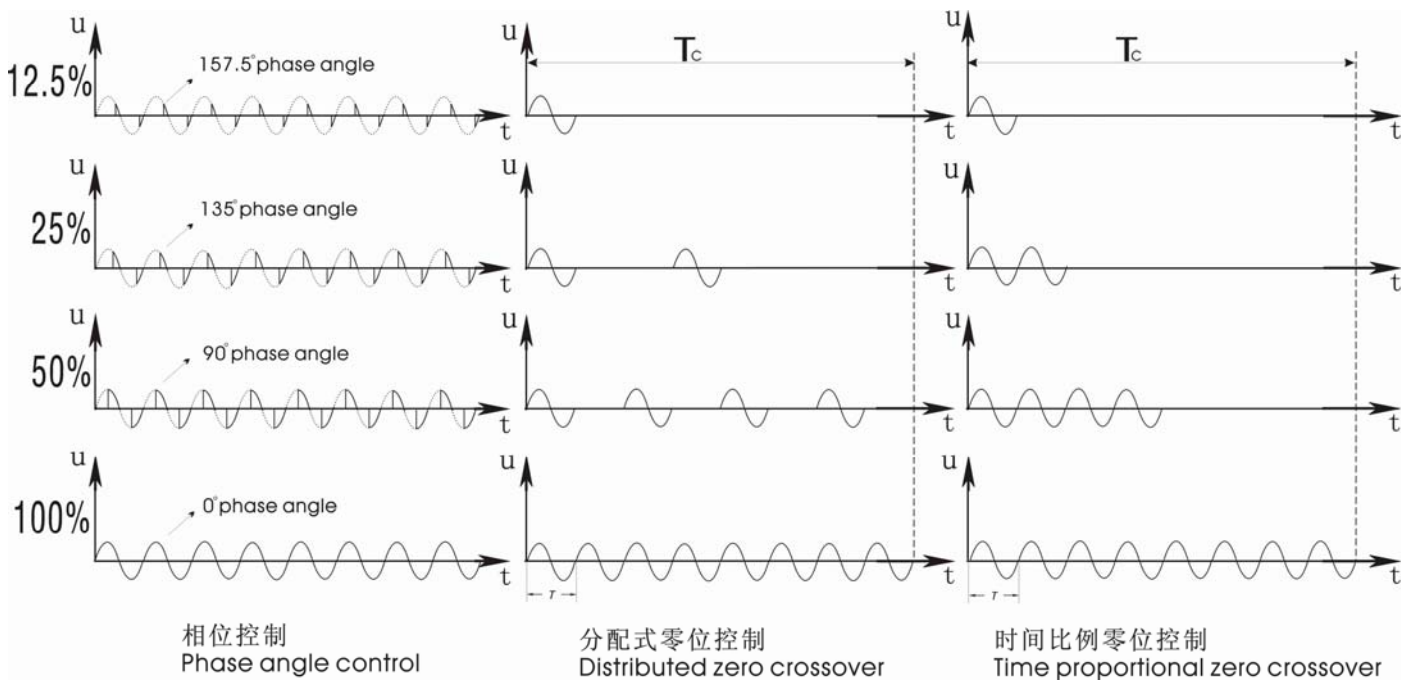 u
12.5%
157.5°phase angle
t
u
Tc
t
u
Tc
t
u
25%
135°phase angle
t
u
t
u
t
u
50%
90°phase angle
t
u
t
u
t
u
100%
0°phase angle
t
u
T
t
u
T
t
相位控制
Phase angle control
分配式零位控制
Distributed zero crossover
时间比例零位控制
Time proportional zero crossover